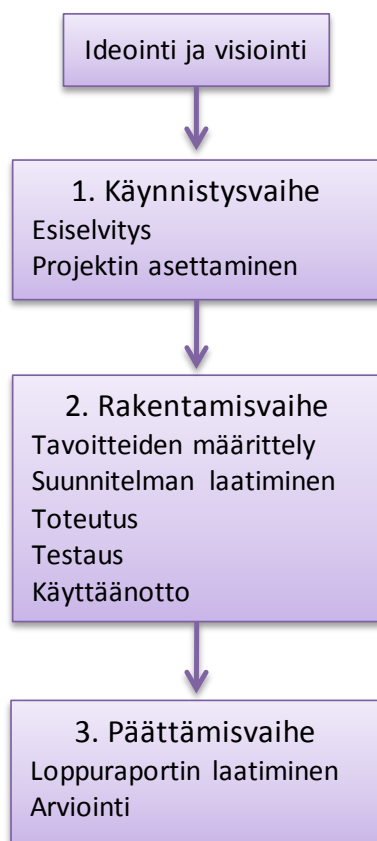 Ideointi ja visiointi
1. Käynnistysvaihe
Esiselvitys
Projektin asettaminen
2. Rakentamisvaihe
Tavoitteiden määrittely
Suunnitelman laatiminen
Toteutus
Testaus
Käyttäänotto
3. Päättämisvaihe
Loppuraportin laatiminen
Arviointi